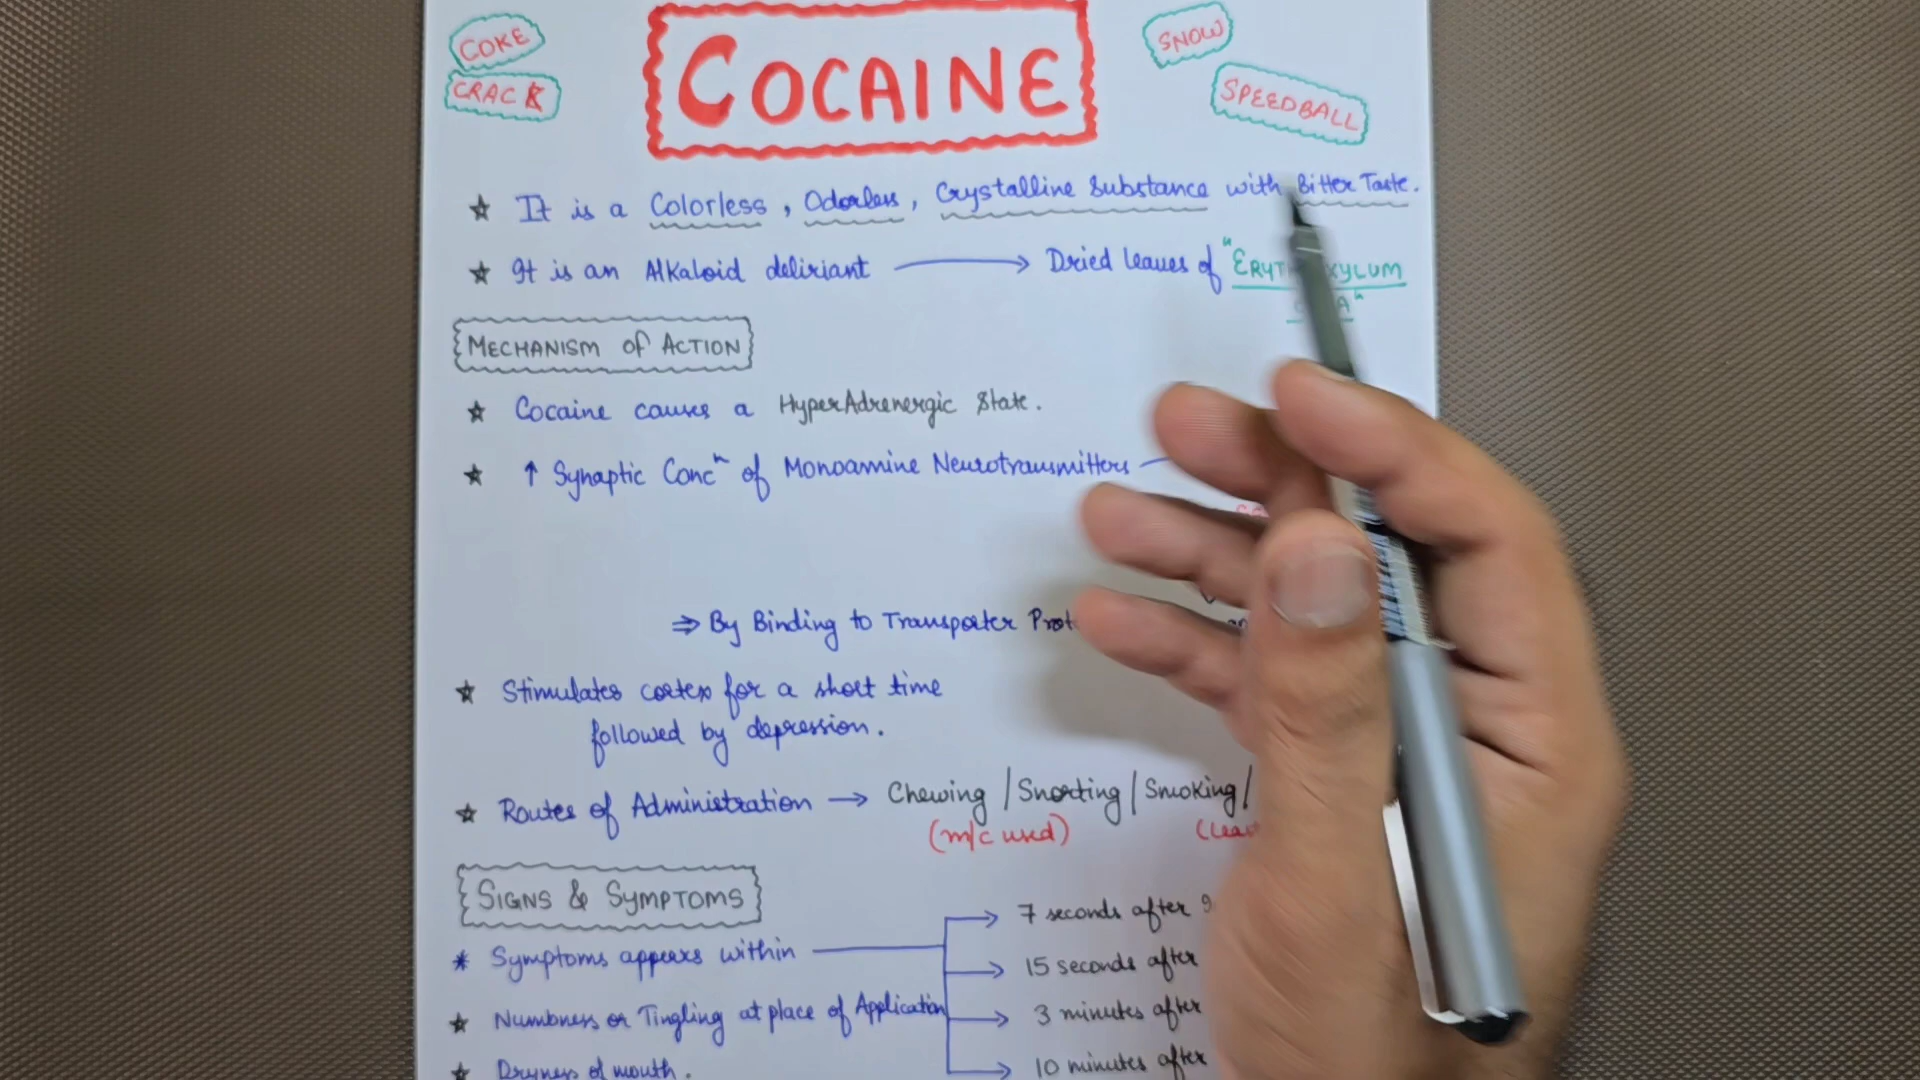 COKE
CRACK
COCAINE
SNOW
SPEEDBALL
It is a Colorless, Odorless, Crystalline Substance with Bitter Taste.
It is an Alkaloid deliriant → Dried leaves of "
MECHANISM of ACTION
Cocaine causes a HyperAdrenergic State.
↑ Synaptic Concⁿ of Monoamine Neurotransmitters
⇒ By Binding to Transporter
Stimulates cortex for a short time
followed by depression.
Routes of Administration → Chewing / Snorting / Smoking /
(m/c used)
SIGNS & SYMPTOMS
7 seconds after
Symptoms appears within
15 seconds after
Numbness or Tingling at place of Application
3 minutes after
10 minutes after
Dryness of mouth.